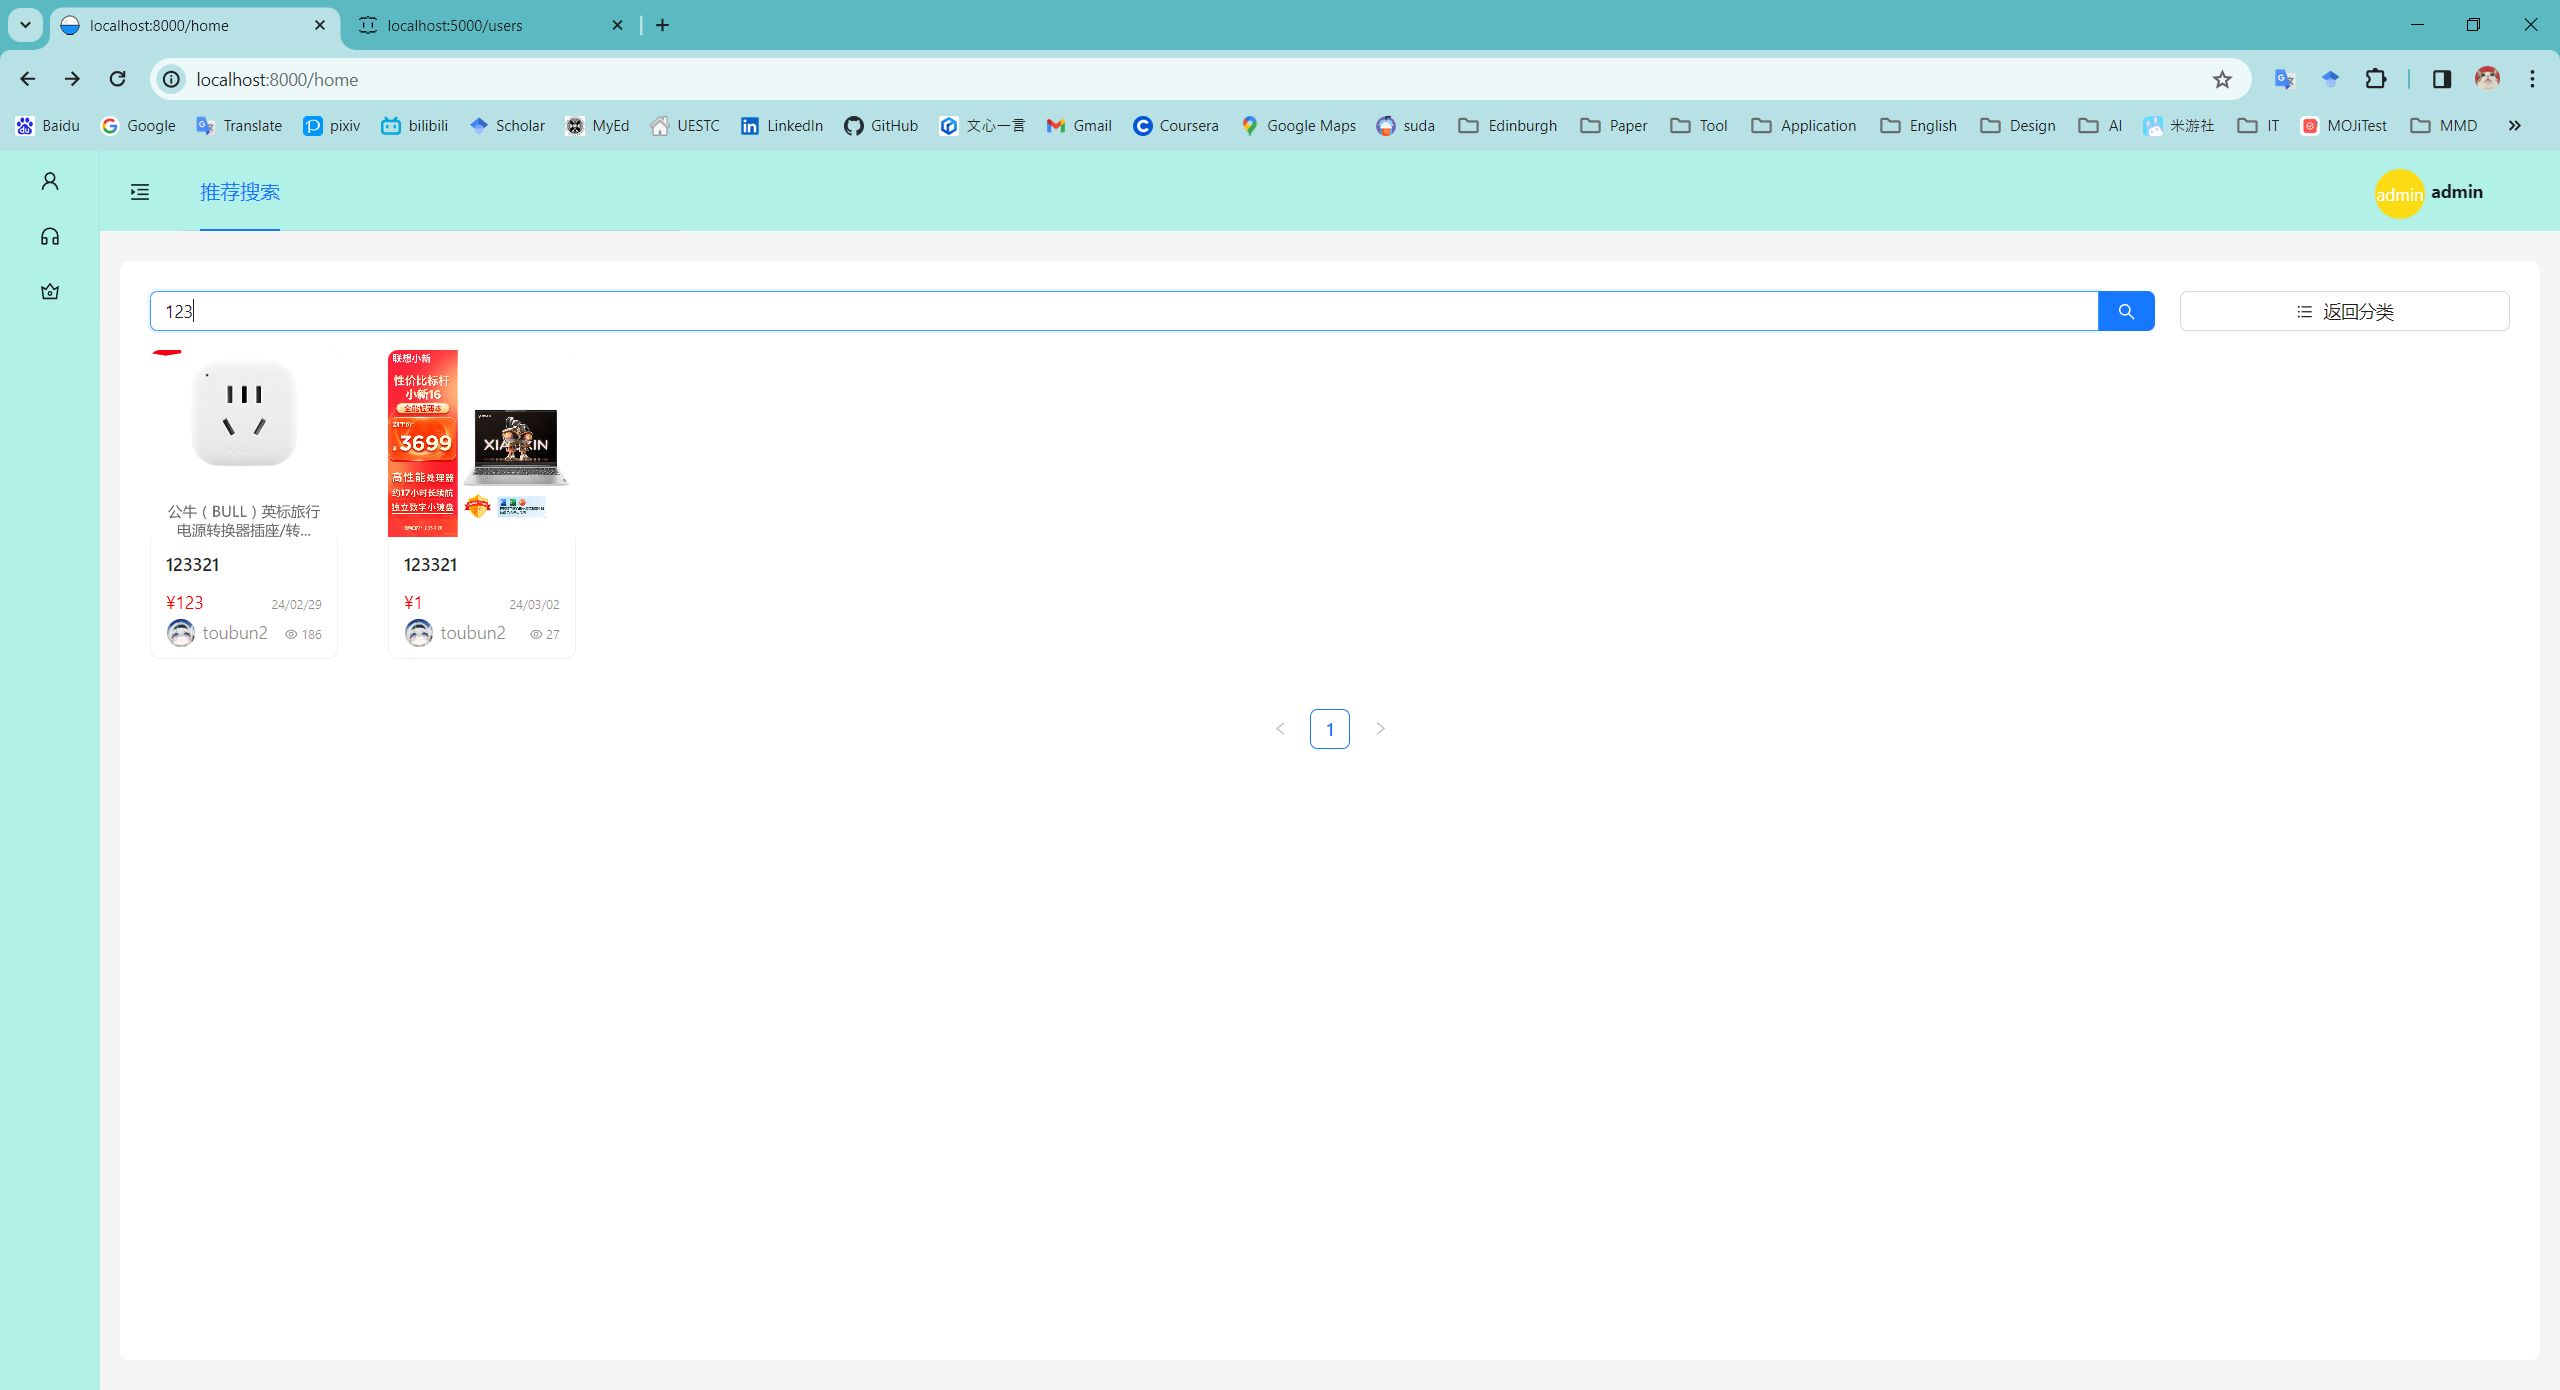 localhost:8000/home
localhost:5000/users
localhost:8000/home
Baidu Google Translate pixiv bilibili Scholar MyEd UESTC LinkedIn GitHub 文心一言 Gmail Coursera Google Maps suda Edinburgh Paper Tool Application English Design AI 米游社 IT MOJiTest MMD
推荐搜索
admin admin
123
返回分类
联想小新
性价比标杆
小新16
全能轻薄本
¥3699
高性能处理器
约17小时长续航
独立数字小键盘
公牛（BULL）英标旅行
电源转换器插座/转...
123321
¥123 24/02/29
toubun2 186
123321
¥1 24/03/02
toubun2 27
1